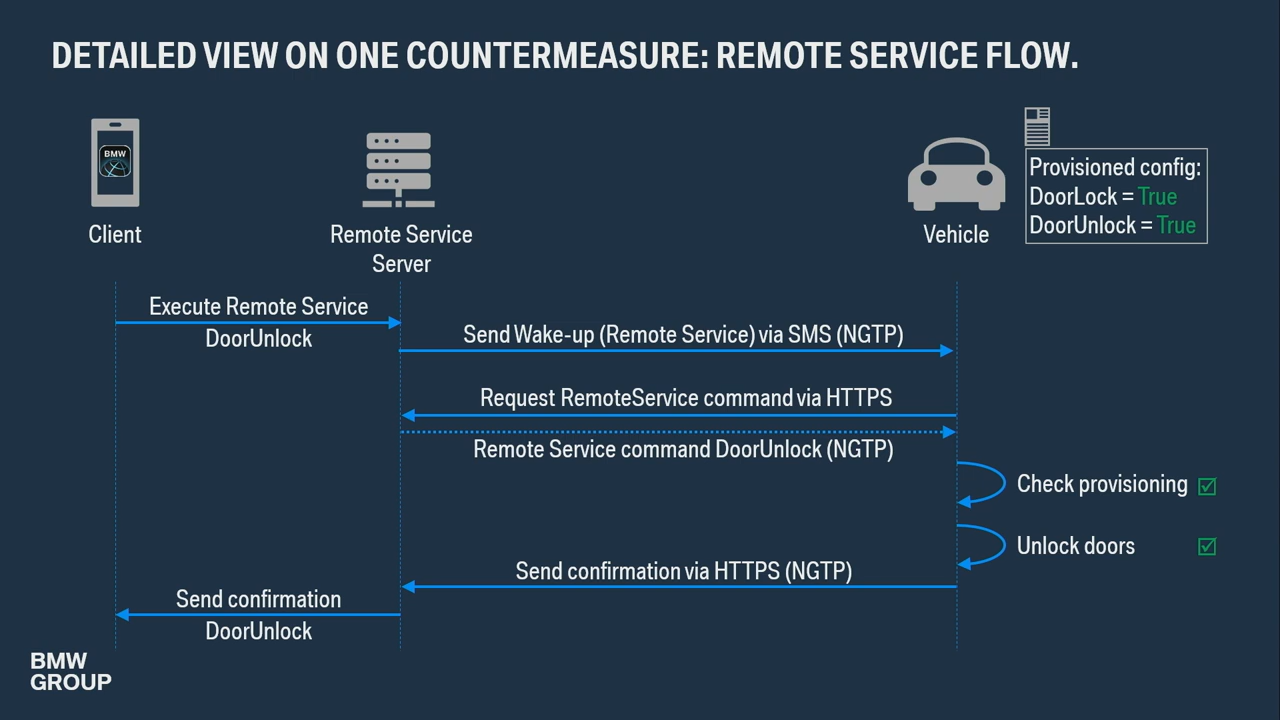 DETAILED VIEW ON ONE COUNTERMEASURE: REMOTE SERVICE FLOW.
BMW
Client
Remote Service
Server
Vehicle
Provisioned config:
DoorLock = True
DoorUnlock = True
Execute Remote Service
DoorUnlock
Send Wake-up (Remote Service) via SMS (NGTP)
Request RemoteService command via HTTPS
Remote Service command DoorUnlock (NGTP)
Check provisioning
Unlock doors
Send confirmation via HTTPS (NGTP)
Send confirmation
DoorUnlock
BMW
GROUP